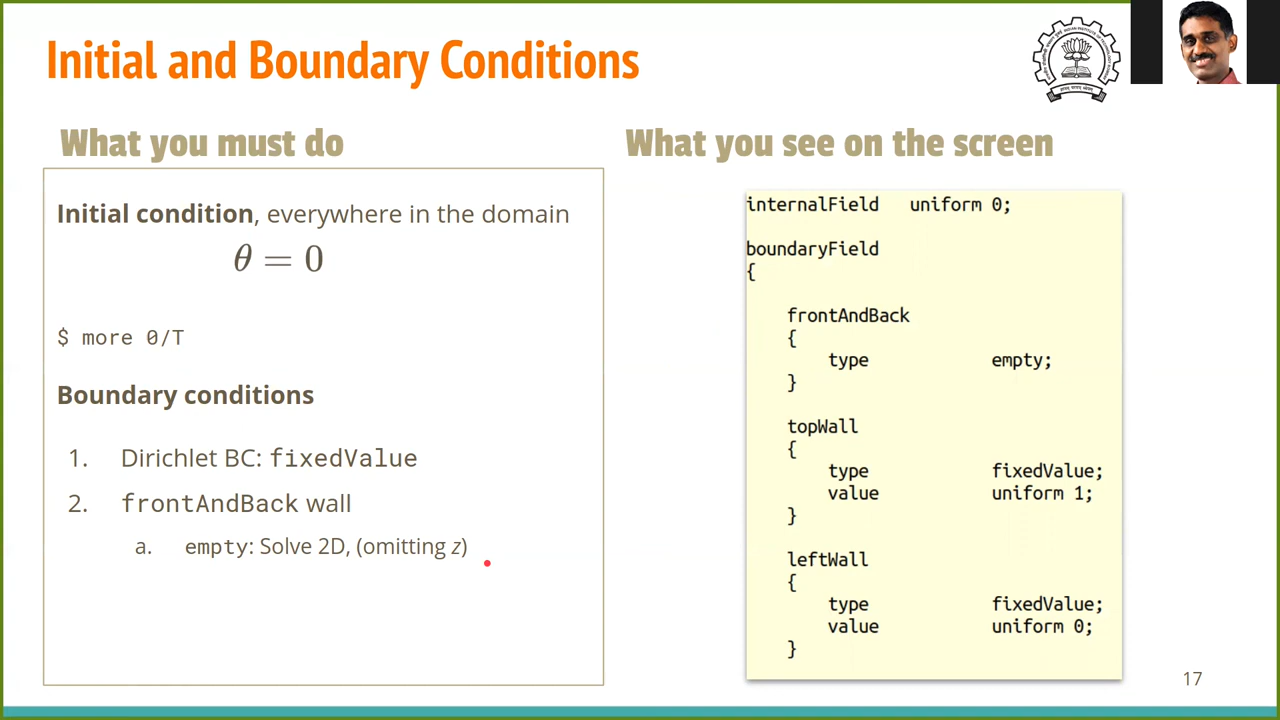 Initial and Boundary Conditions
What you must do
Initial condition, everywhere in the domain
θ = 0
$ more 0/T
Boundary conditions
1. Dirichlet BC: fixedValue
2. frontAndBack wall
a. empty: Solve 2D, (omitting z)
What you see on the screen
internalField uniform 0;
boundaryField
{
frontAndBack
{
type empty;
}
topWall
{
type fixedValue;
value uniform 1;
}
leftWall
{
type fixedValue;
value uniform 0;
}
17